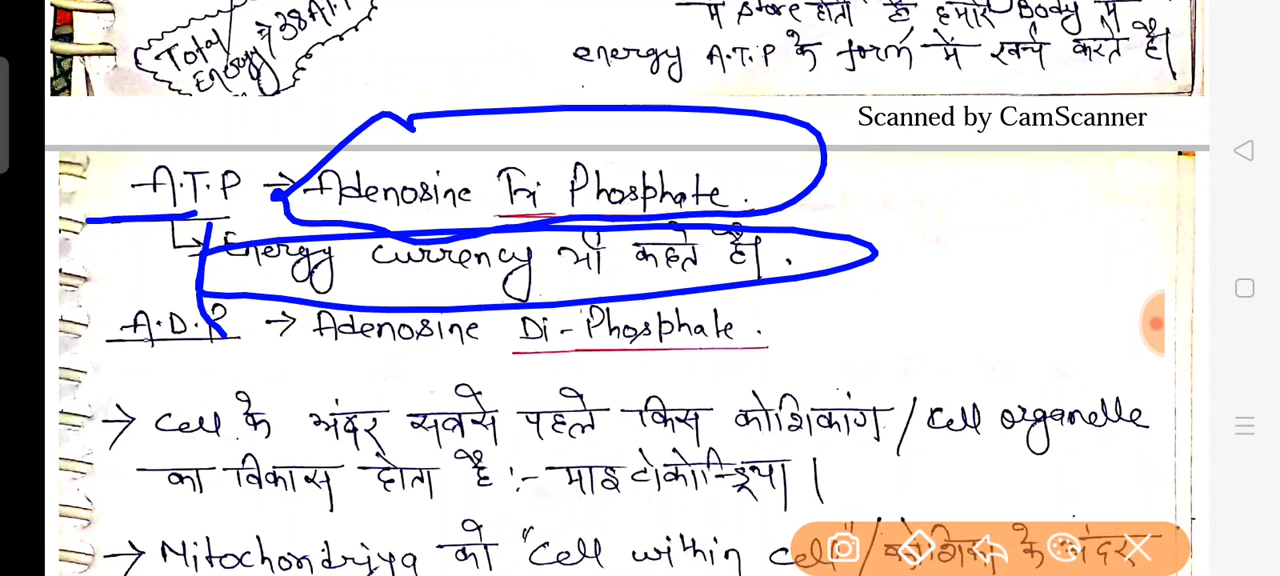 Total 38 A.T.P
Energy
में store होता है हमारे Body में
energy A.T.P के form में खर्च करते है।
Scanned by CamScanner
A.T.P → Adenosine Tri Phosphate.
↳ Energy currency भी कहते है।.
A.D.P → Adenosine Di-Phosphate.
→ Cell के अंदर सबसे पहले किस कोशिकांग / Cell organelle
का विकास होता है :- माइटोकोन्ड्रिया।
→ Mitochondriya को "Cell within cell" / के अंदर